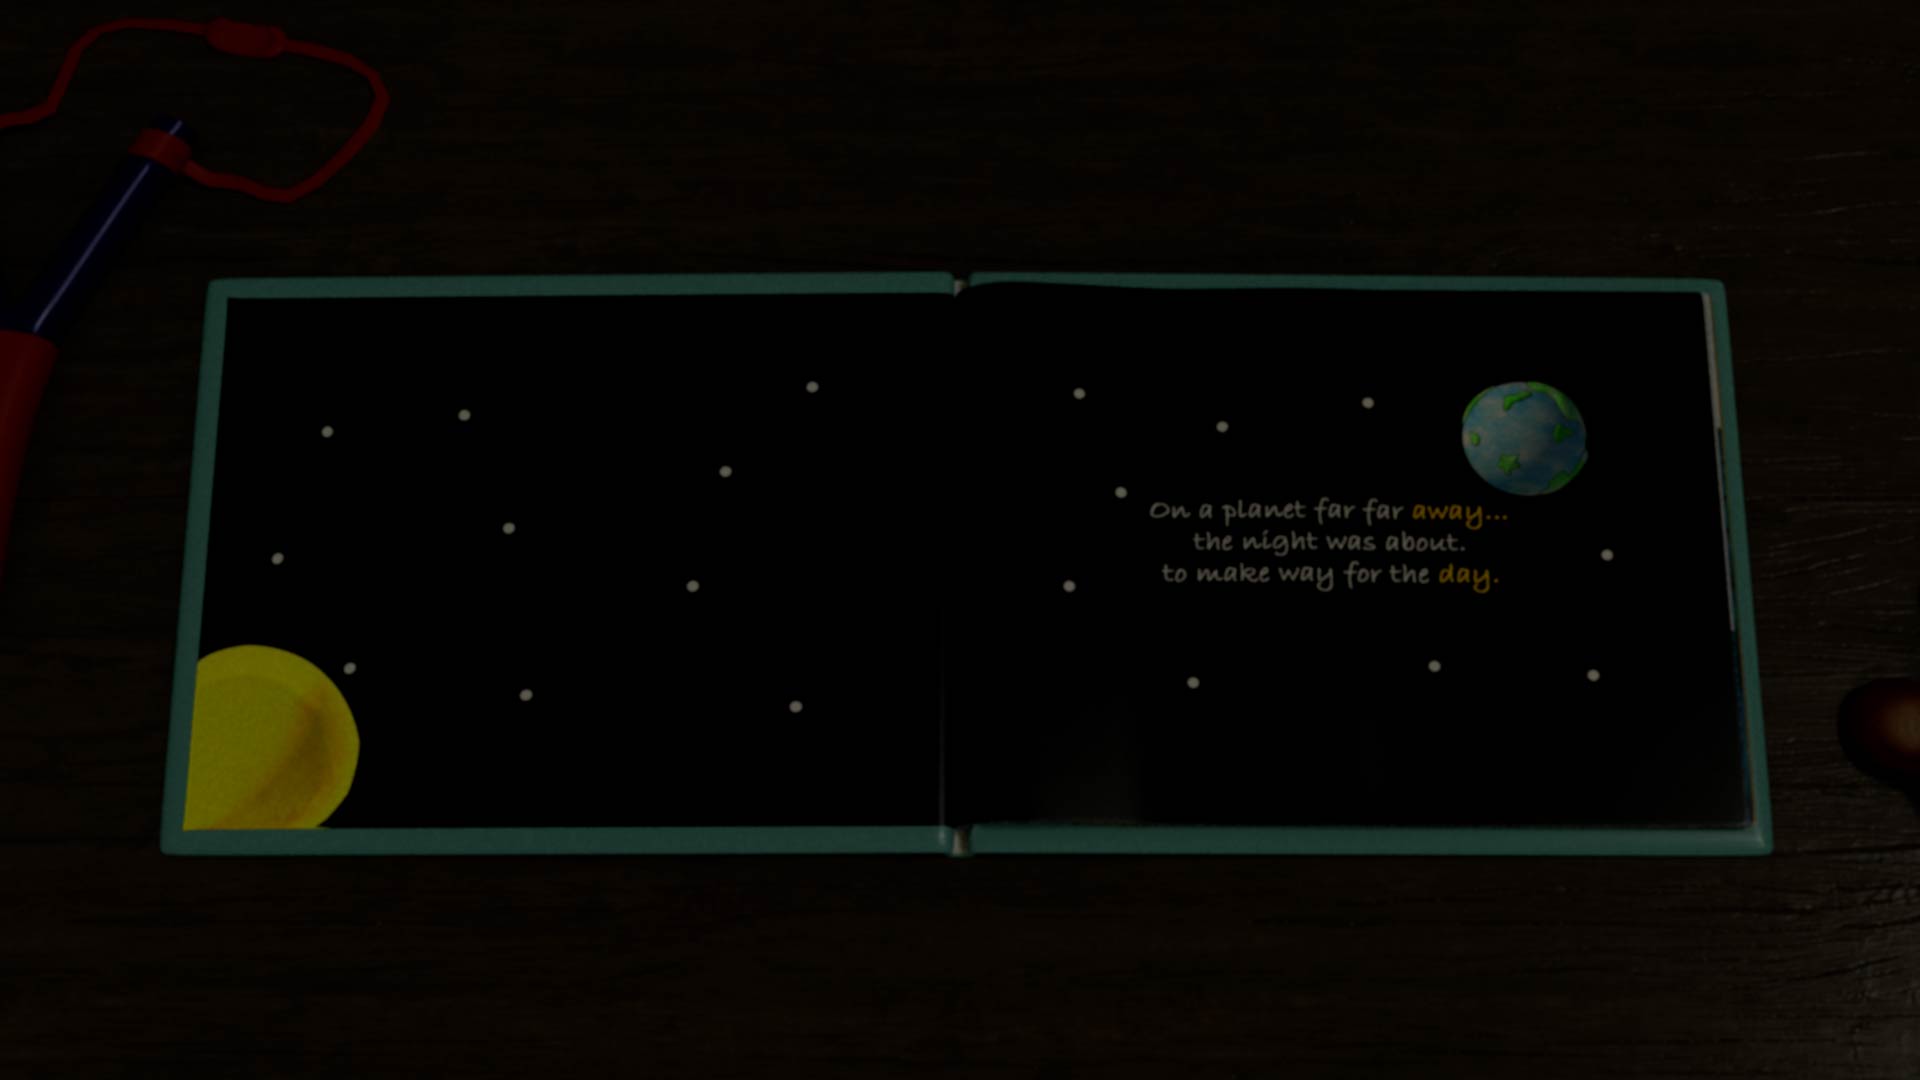 On a planet far far away...
the night was about.
to make way for the day.